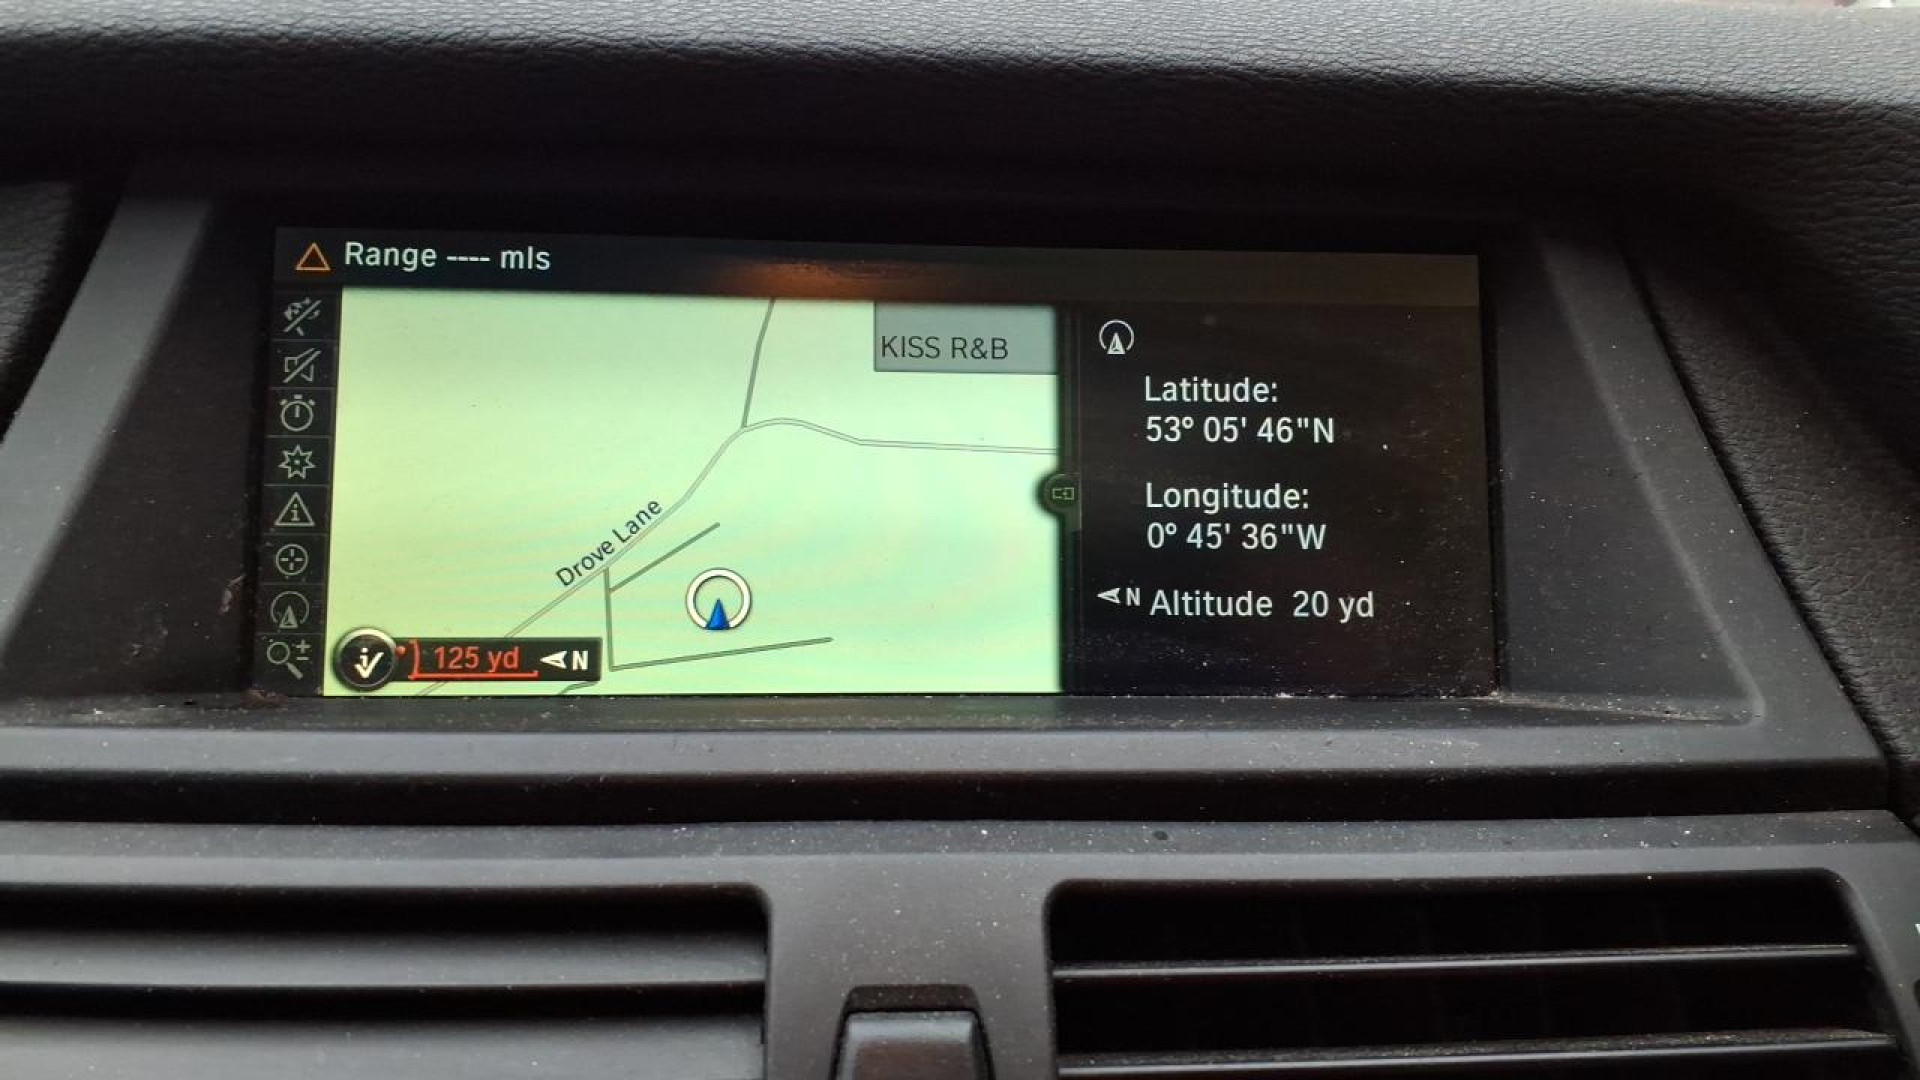 Range ---- mls
KISS R&B
Drove Lane
125 yd
N
Latitude:
53° 05' 46"N
Longitude:
0° 45' 36"W
N Altitude 20 yd